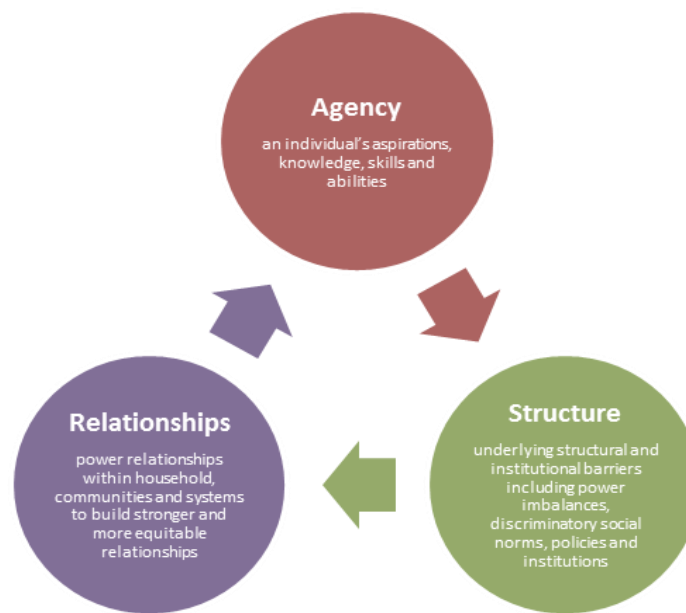 Agency
an individual's aspirations,
knowledge, skills and
abilities
Relationships
power relationships
within household,
communities and systems
to build stronger and
more equitable
relationships
Structure
underlying structural and
institutional barriers
including power
imbalances,
discriminatory social
norms, policies and
institutions